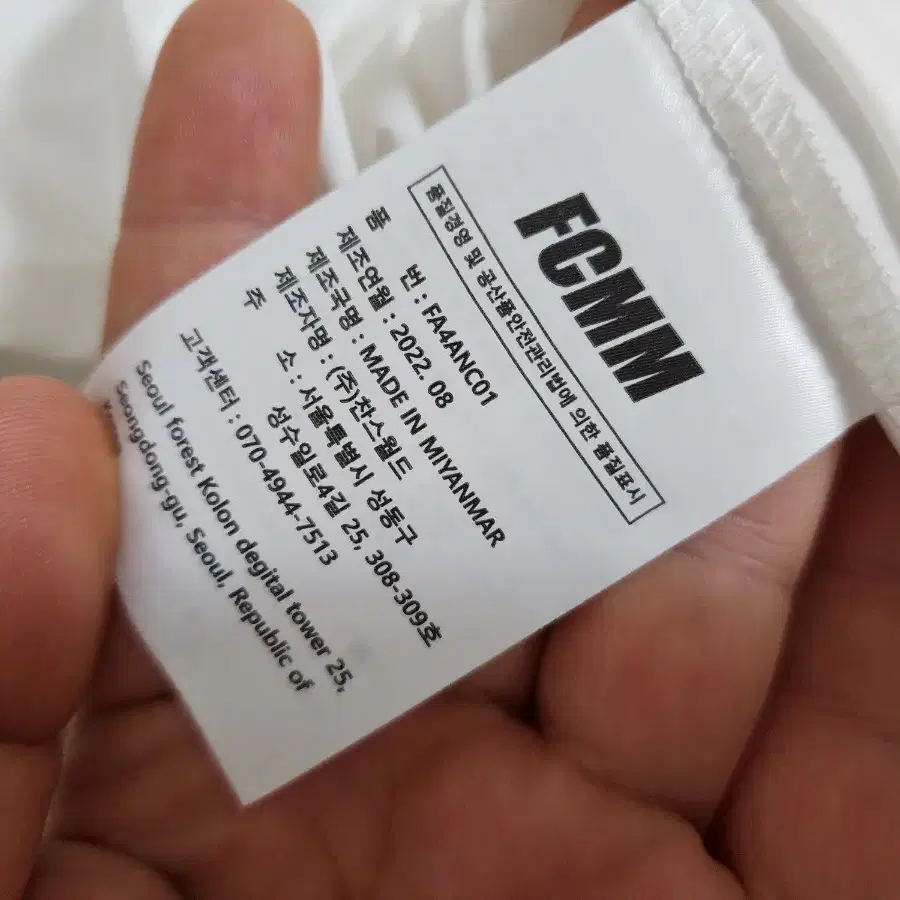 FCMM
품질경영 및 공산품안전관리법에 의한 품질표시
품 번 : FA4ANC01
제조연월 : 2022. 08
제조국명 : MADE IN MIYANMAR
제조자명 : (주)찬스월드
주 소 : 서울특별시 성동구
성수일로4길 25, 308-309호
고객센터 : 070-4944-7513
Seoul forest Kolon degital tower 25,
Seongdong-gu, Seoul, Republic of